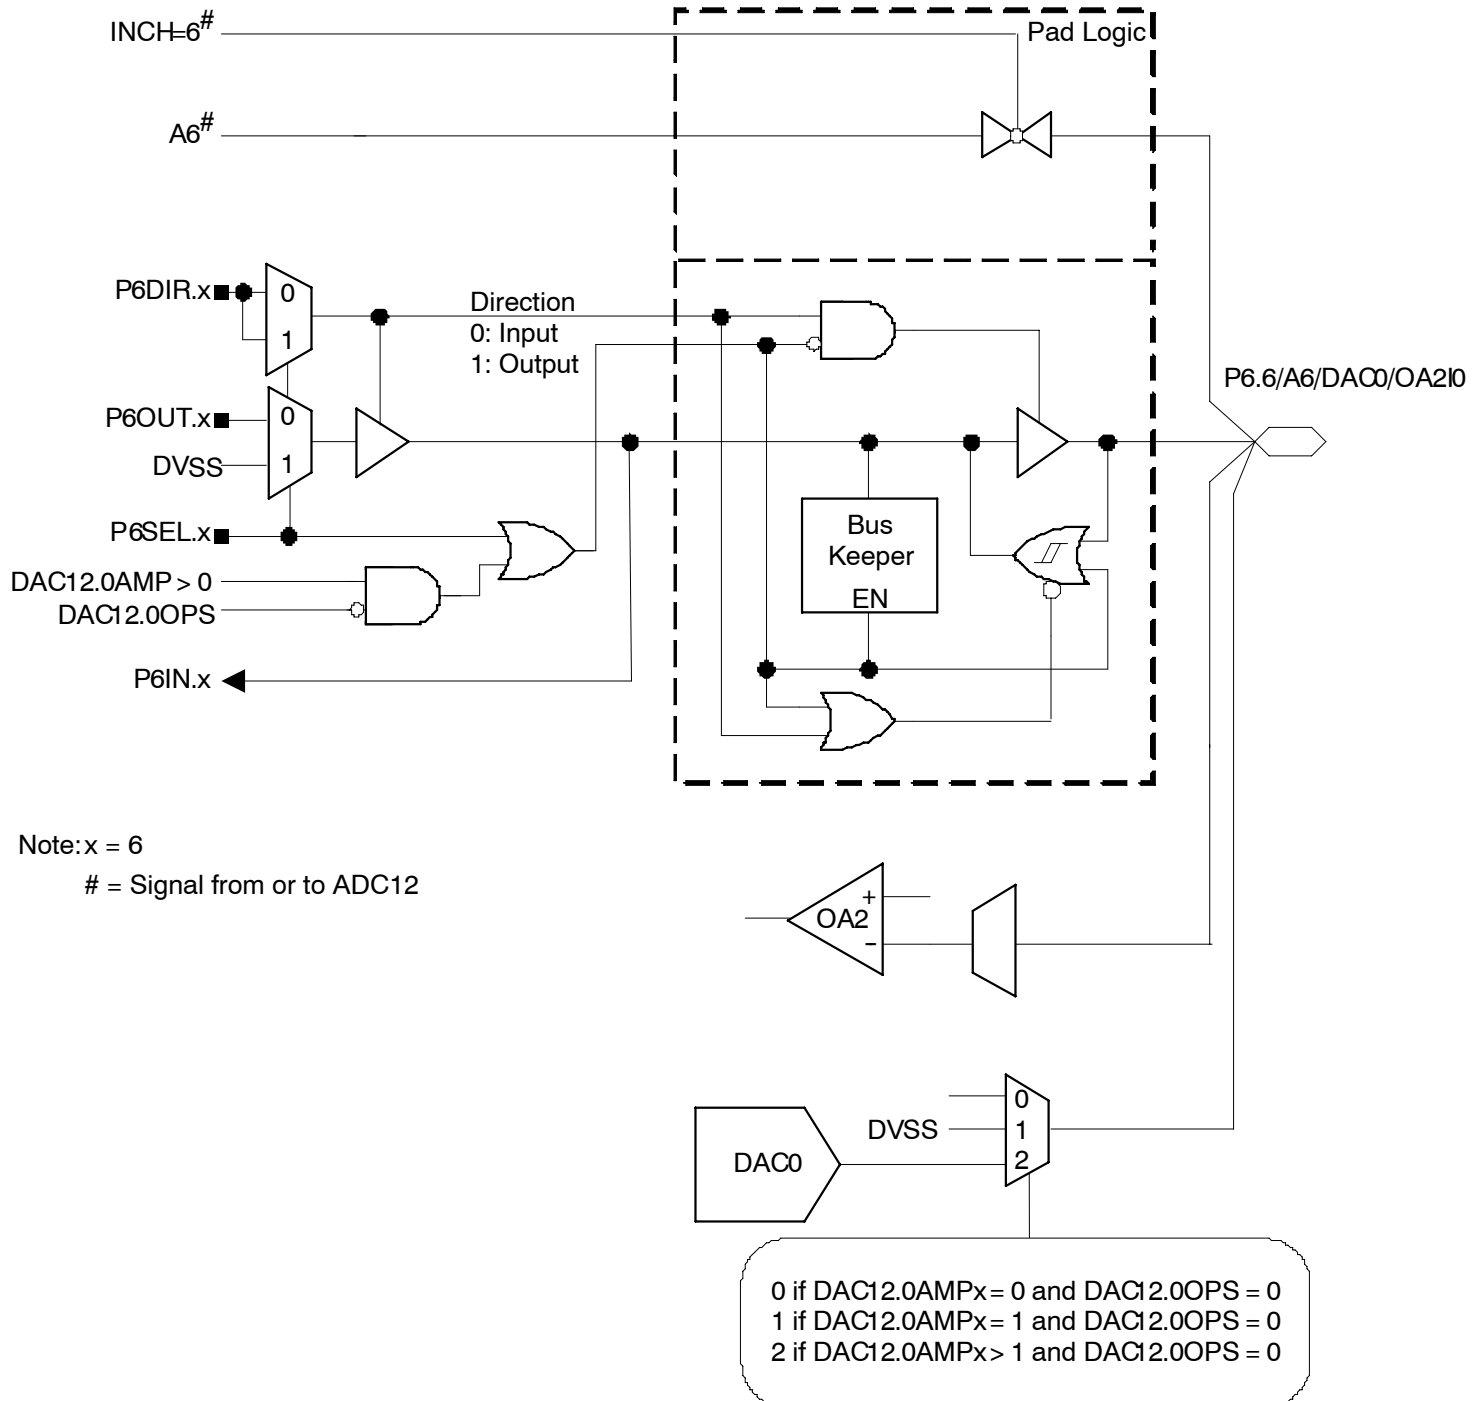 INCH=6#
Pad Logic
A6#
P6DIR.x
0
1
Direction
0: Input
1: Output
P6.6/A6/DAC0/OA2I0
P6OUT.x
0
DVSS
1
P6SEL.x
Bus
Keeper
EN
DAC12.0AMP > 0
DAC12.0OPS
P6IN.x
Note: x = 6
# = Signal from or to ADC12
+
OA2
−
0
DVSS
1
DAC0
2
0 if DAC12.0AMPx = 0 and DAC12.0OPS = 0
1 if DAC12.0AMPx = 1 and DAC12.0OPS = 0
2 if DAC12.0AMPx > 1 and DAC12.0OPS = 0